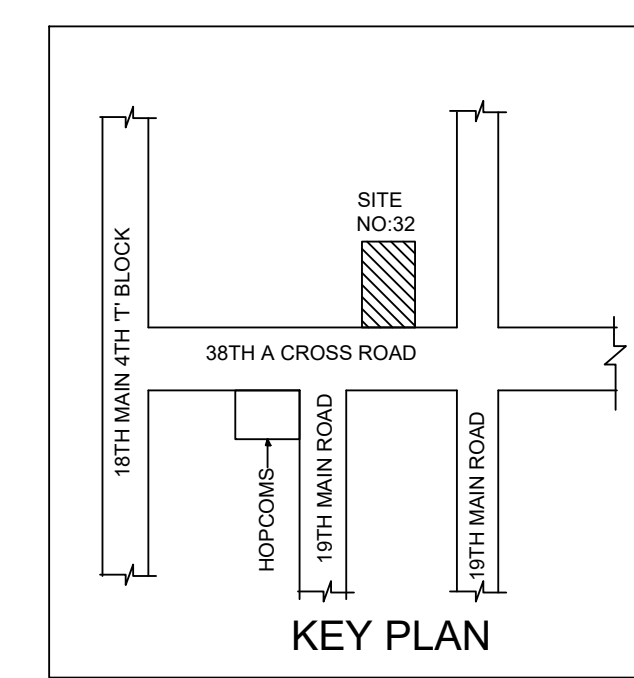 SITE
NO:32
18TH MAIN 4TH 'T' BLOCK
38TH A CROSS ROAD
HOPCOMS
19TH MAIN ROAD
19TH MAIN ROAD
KEY PLAN